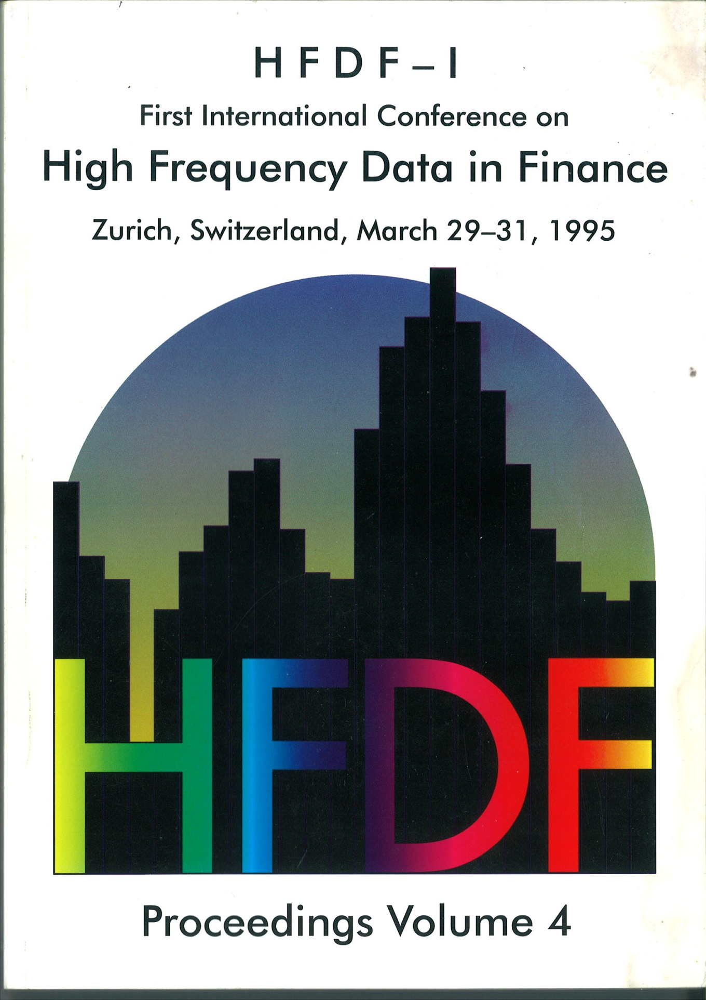 H F D F – I
First International Conference on
High Frequency Data in Finance
Zurich, Switzerland, March 29–31, 1995
HFDF
Proceedings Volume 4